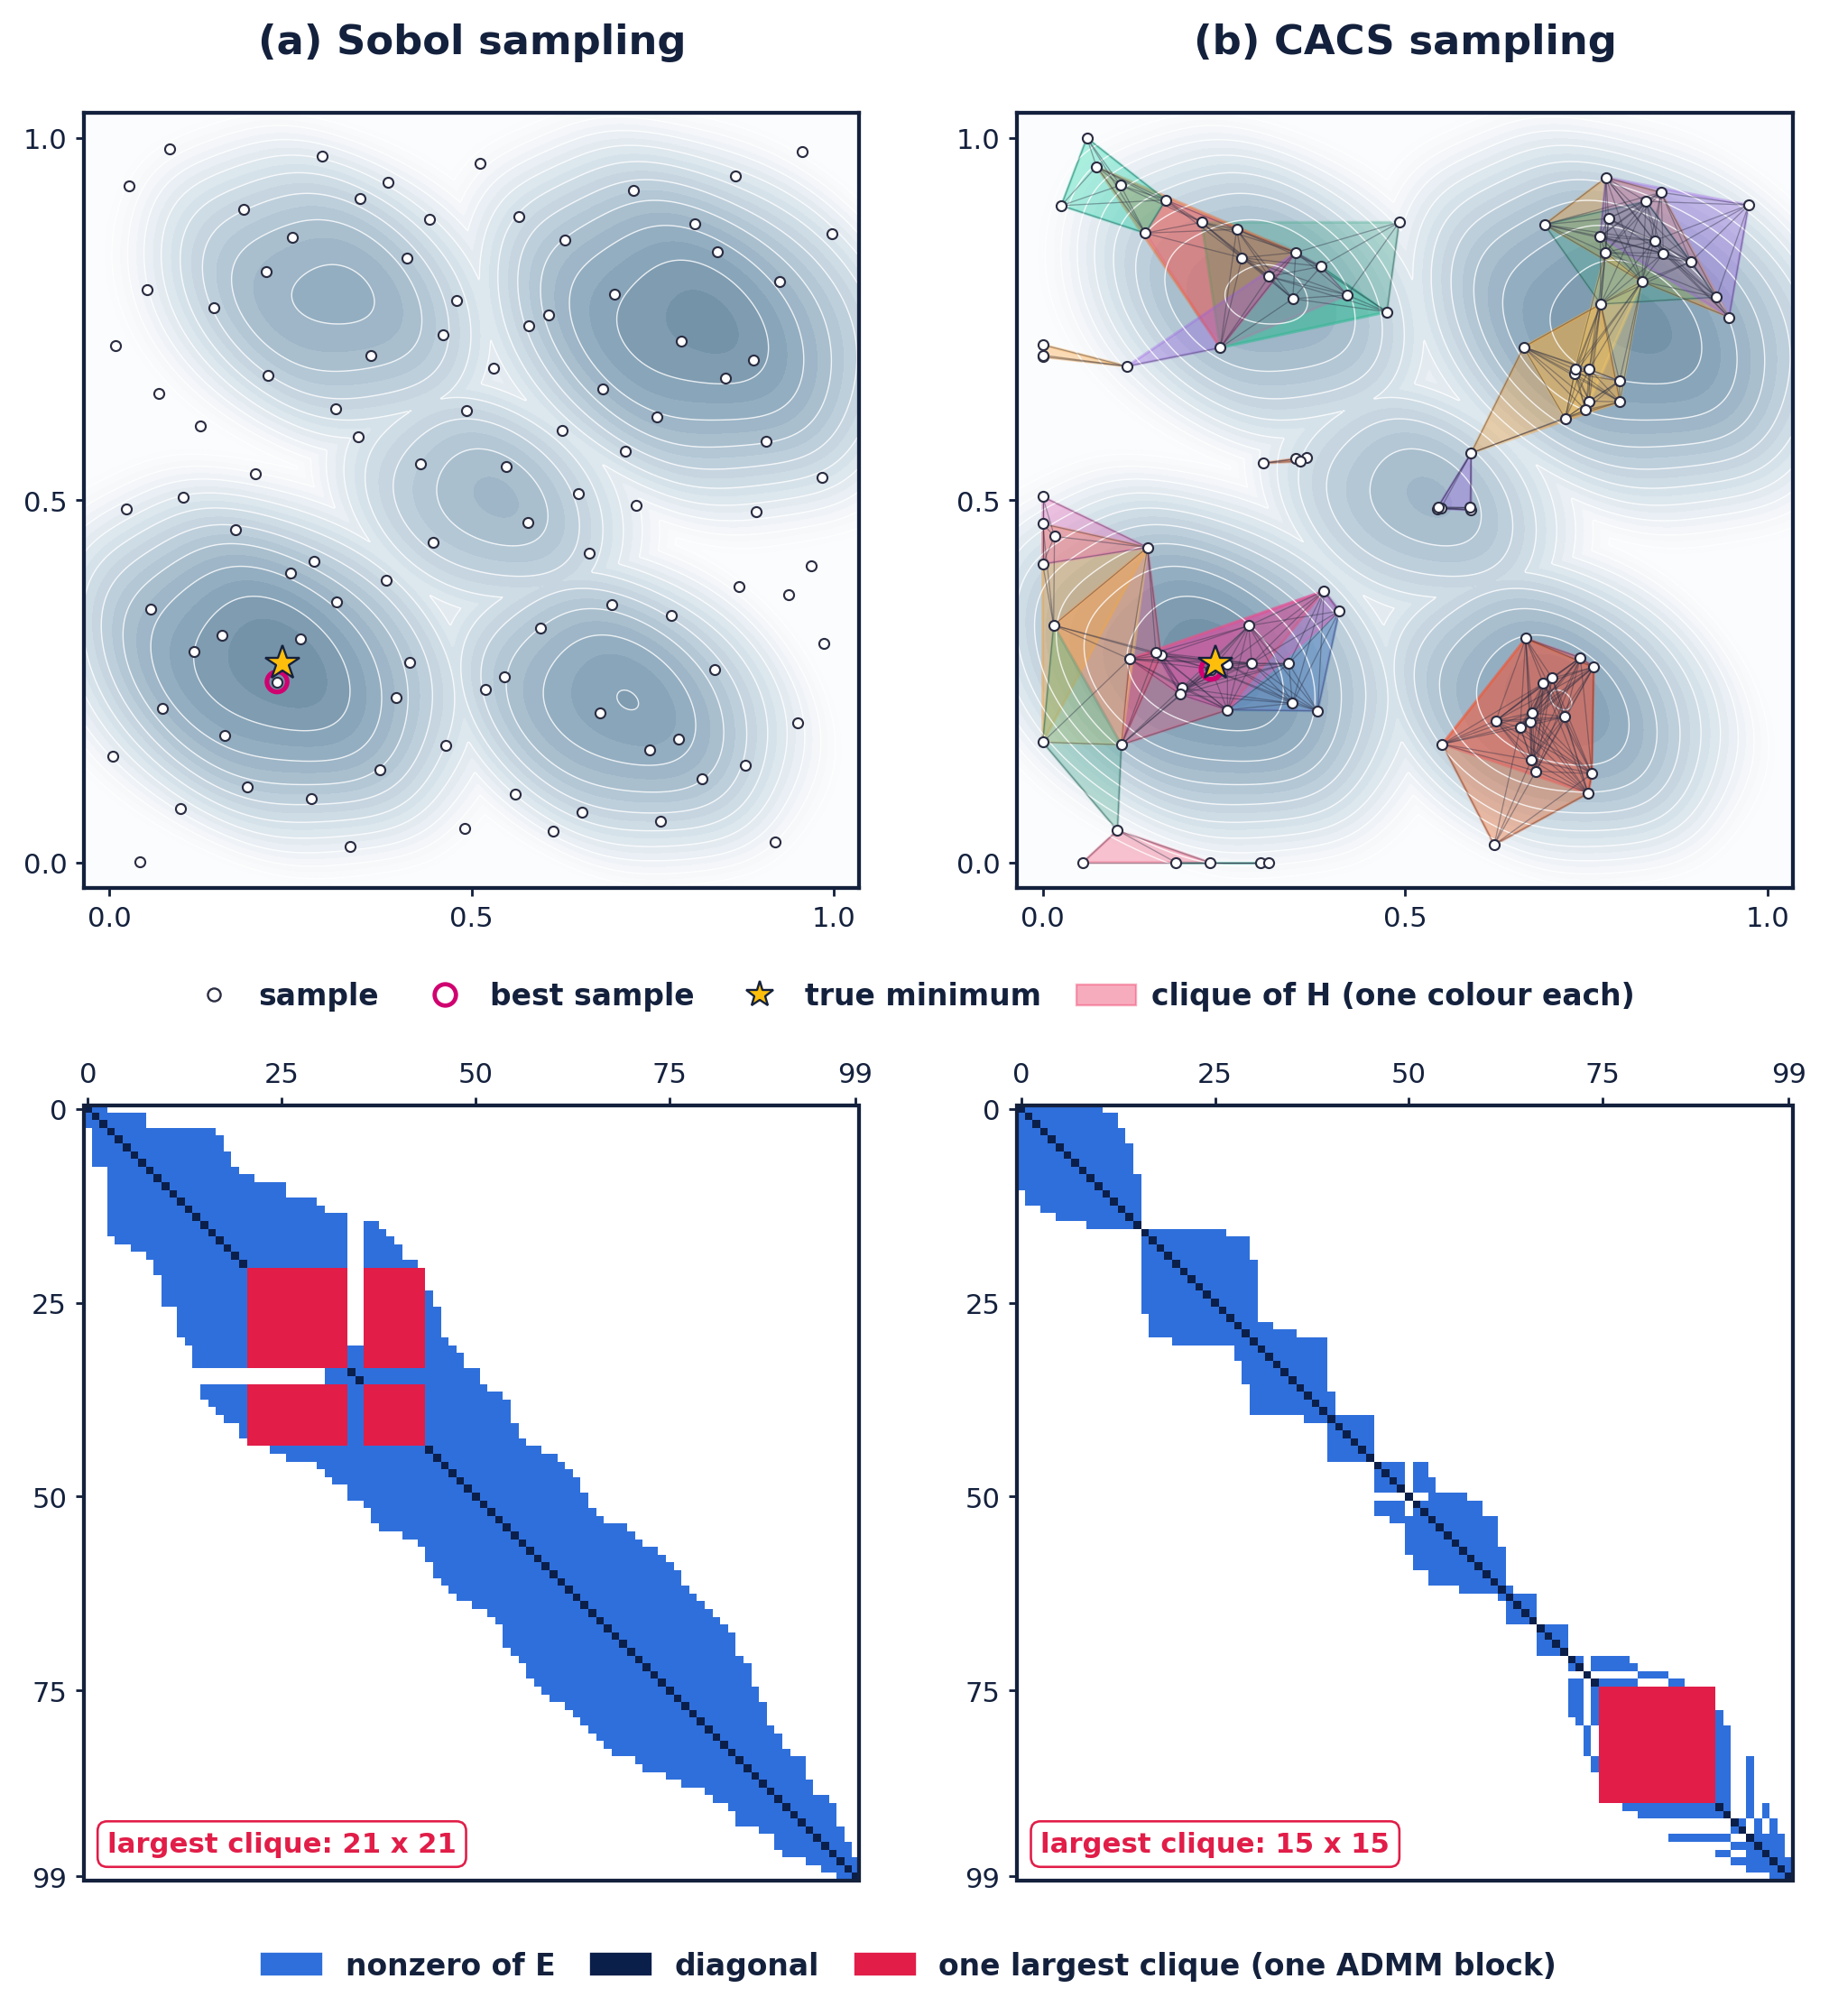 (a) Sobol sampling
(b) CACS sampling
1.0
0.5
0.0
0.0 0.5 1.0
1.0
0.5
0.0
0.0 0.5 1.0
sample best sample true minimum clique of H (one colour each)
0 25 50 75 99
0
25
50
75
99
largest clique: 21 x 21
0 25 50 75 99
0
25
50
75
99
largest clique: 15 x 15
nonzero of E diagonal one largest clique (one ADMM block)